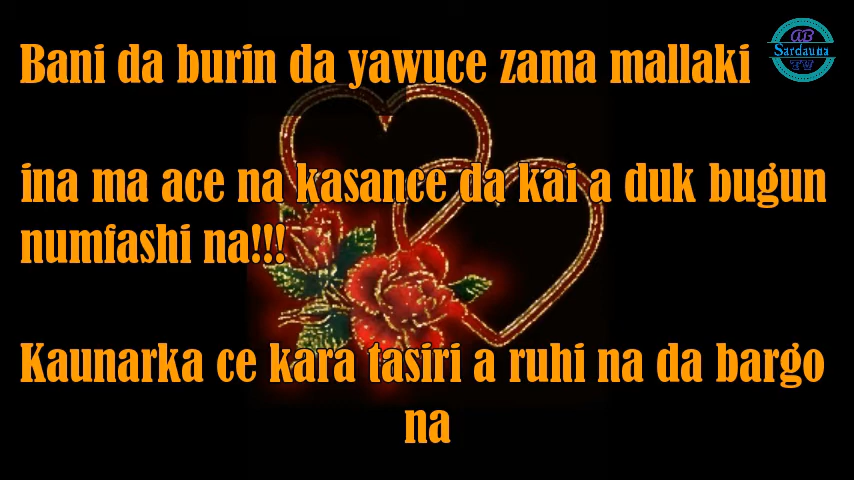 Bani da burin da yawuce zama mallaki
ina ma ace na kasance da kai a duk bugun
numfashi na!!!
Kaunarka ce kara tasiri a ruhi na da bargo
na
AB
Sardauna
TV